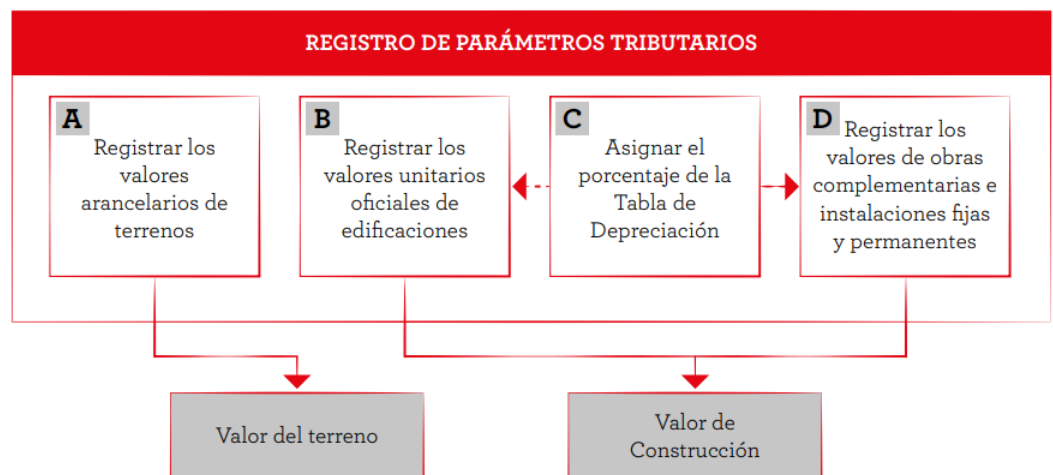 REGISTRO DE PARÁMETROS TRIBUTARIOS
A
Registrar los
valores
arancelarios de
terrenos
B
Registrar los
valores unitarios
oficiales de
edificaciones
C
Asignar el
porcentaje de la
Tabla de
Depreciación
D
Registrar los
valores de obras
complementarias e
instalaciones fijas
y permanentes
Valor del terreno
Valor de
Construcción